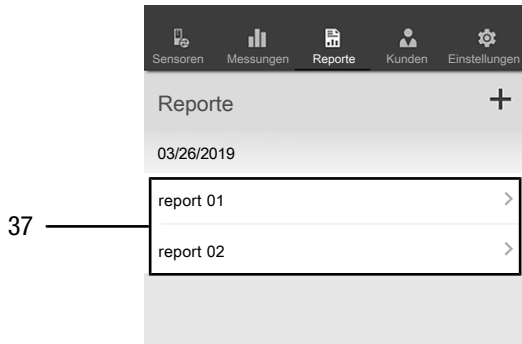 Sensoren Messungen Reporte Kunden Einstellungen
Reporte +
03/26/2019
report 01
37
report 02